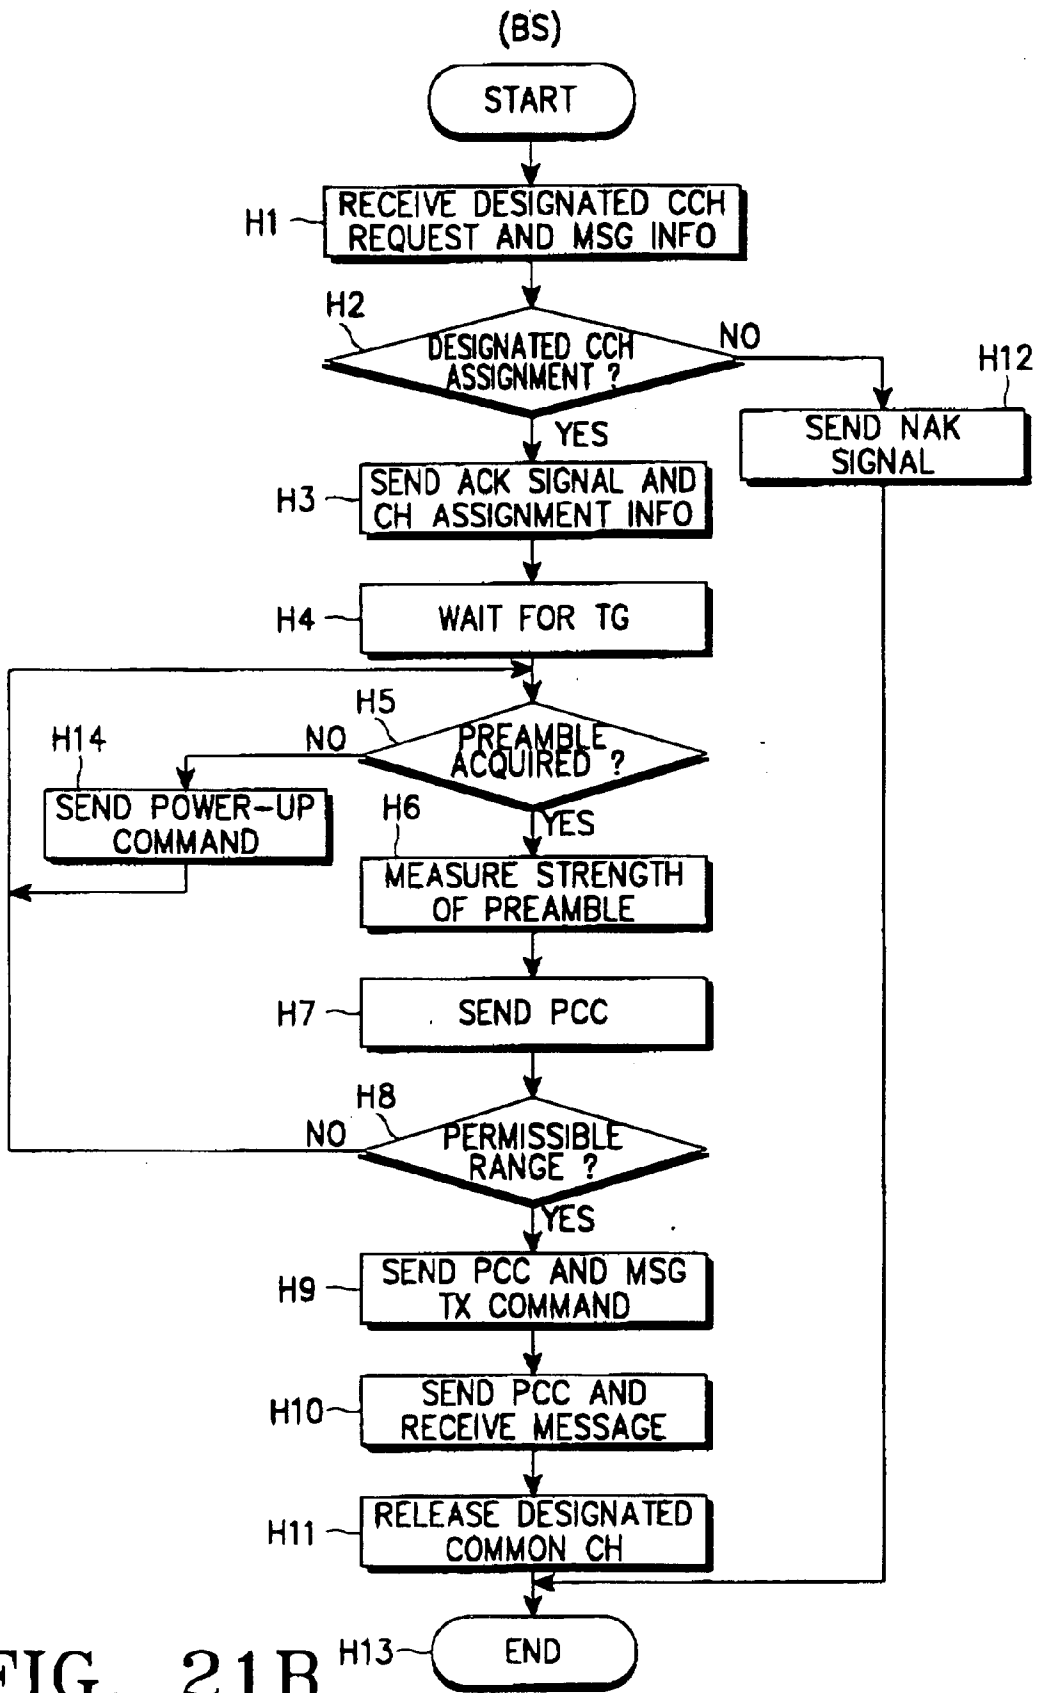 (BS)
START
H1
RECEIVE DESIGNATED CCH
REQUEST AND MSG INFO
H2
DESIGNATED CCH
ASSIGNMENT ?
NO
YES
H12
SEND NAK
SIGNAL
H3
SEND ACK SIGNAL AND
CH ASSIGNMENT INFO
H4
WAIT FOR TG
H5
PREAMBLE
ACQUIRED ?
NO
YES
H14
SEND POWER-UP
COMMAND
H6
MEASURE STRENGTH
OF PREAMBLE
H7
SEND PCC
H8
PERMISSIBLE
RANGE ?
NO
YES
H9
SEND PCC AND MSG
TX COMMAND
H10
SEND PCC AND
RECEIVE MESSAGE
H11
RELEASE DESIGNATED
COMMON CH
H13
END
FIG. 21B